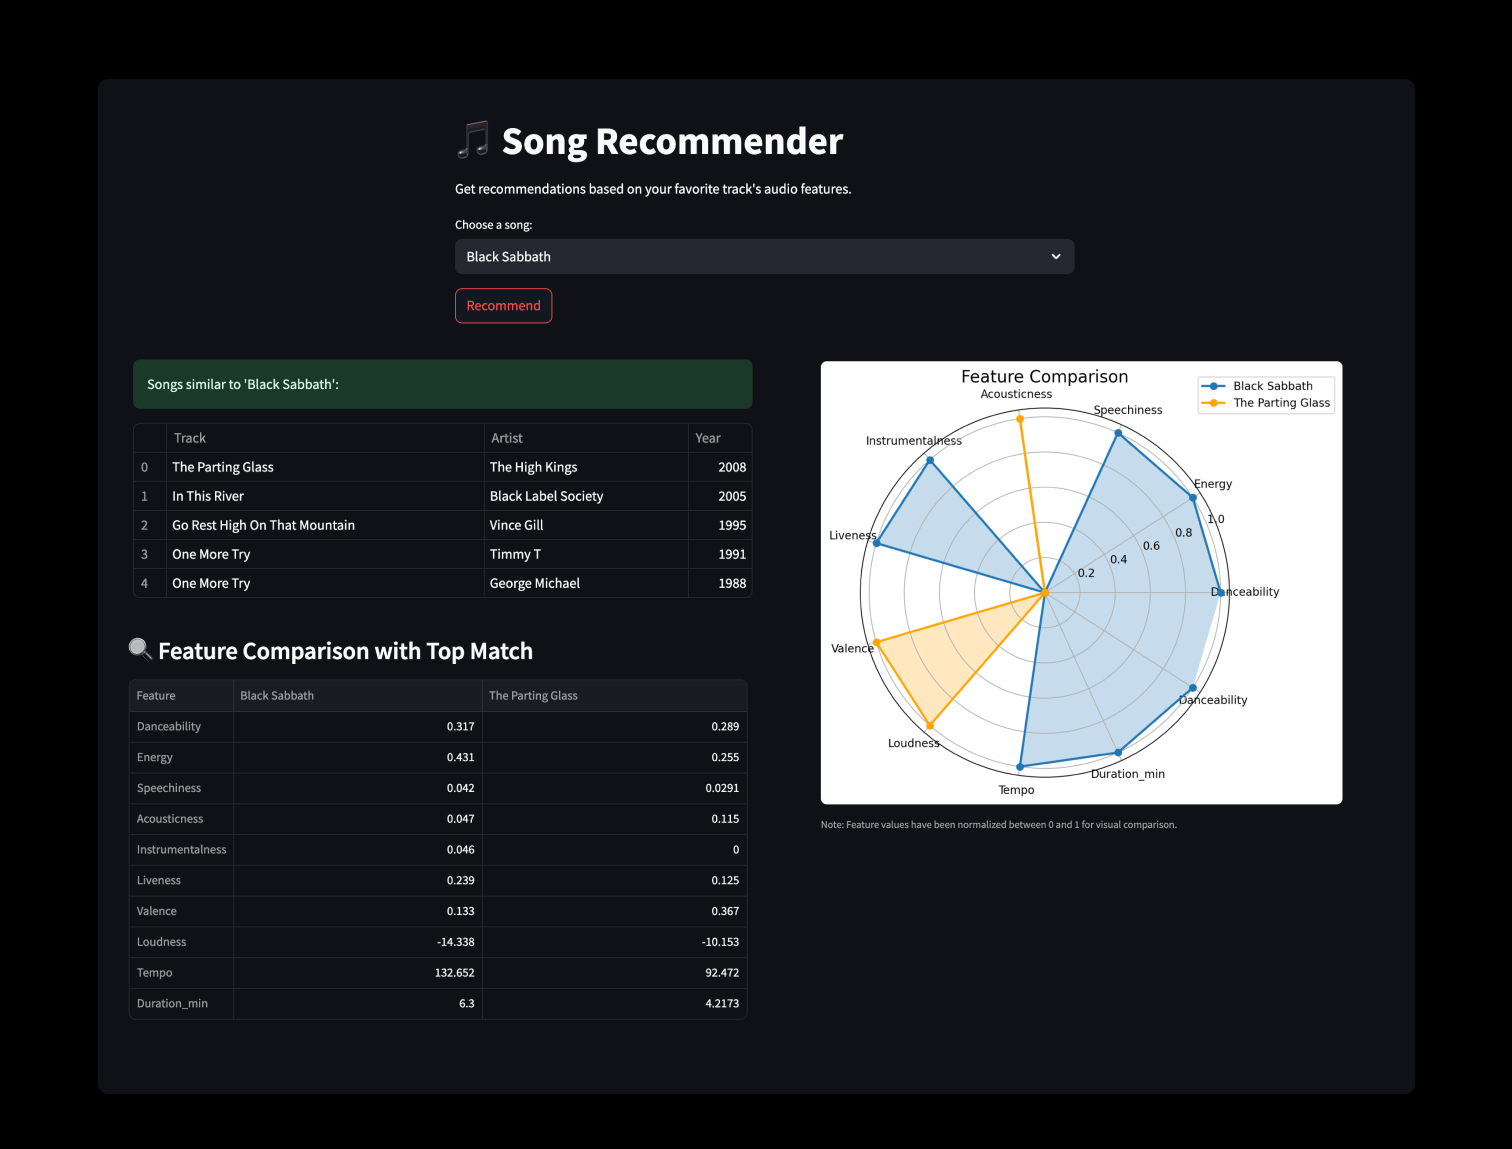 Song Recommender
Get recommendations based on your favorite track's audio features.
Choose a song:
Black Sabbath
Recommend
Songs similar to 'Black Sabbath':
Track Artist Year
0 The Parting Glass The High Kings 2008
1 In This River Black Label Society 2005
2 Go Rest High On That Mountain Vince Gill 1995
3 One More Try Timmy T 1991
4 One More Try George Michael 1988
Feature Comparison with Top Match
Feature Black Sabbath The Parting Glass
Danceability 0.317 0.289
Energy 0.431 0.255
Speechiness 0.042 0.0291
Acousticness 0.047 0.115
Instrumentalness 0.046 0
Liveness 0.239 0.125
Valence 0.133 0.367
Loudness -14.338 -10.153
Tempo 132.652 92.472
Duration_min 6.3 4.2173
Feature Comparison
Black Sabbath
The Parting Glass
Acousticness
Speechiness
Instrumentalness
Energy
1.0
Liveness
0.8
0.6
0.4
0.2
Danceability
Valence
Danceability
Loudness
Duration_min
Tempo
Note: Feature values have been normalized between 0 and 1 for visual comparison.